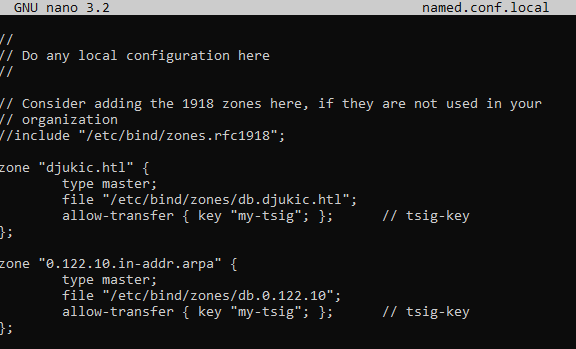 GNU nano 3.2 named.conf.local
//
// Do any local configuration here
//
// Consider adding the 1918 zones here, if they are not used in your
// organization
//include "/etc/bind/zones.rfc1918";
zone "djukic.htl" {
type master;
file "/etc/bind/zones/db.djukic.htl";
allow-transfer { key "my-tsig"; }; // tsig-key
};
zone "0.122.10.in-addr.arpa" {
type master;
file "/etc/bind/zones/db.0.122.10";
allow-transfer { key "my-tsig"; }; // tsig-key
};